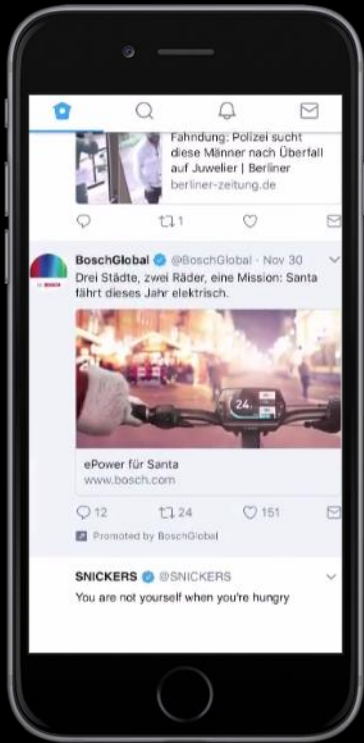 Fahndung: Polizei sucht
diese Männer nach Überfall
auf Juwelier | Berliner
berliner-zeitung.de
1
BoschGlobal @BoschGlobal · Nov 30
Drei Städte, zwei Räder, eine Mission: Santa
fährt dieses Jahr elektrisch.
BOSCH
24
ePower für Santa
www.bosch.com
12 24 151
Promoted by BoschGlobal
SNICKERS @SNICKERS
You are not yourself when you're hungry